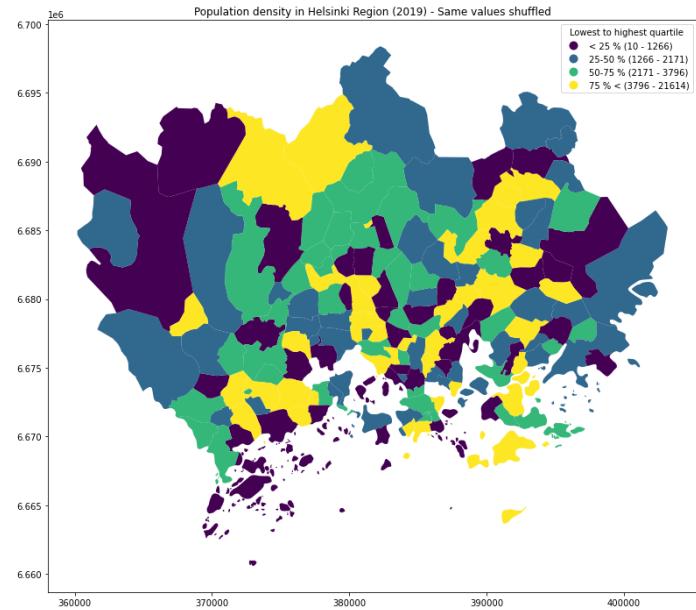 Population density in Helsinki Region (2019) - Same values shuffled
1e6
6.700
6.695
6.690
6.685
6.680
6.675
6.670
6.665
6.660
Lowest to highest quartile
< 25 % (10 - 1266)
25-50 % (1266 - 2171)
50-75 % (2171 - 3796)
75 % < (3796 - 21614)
360000 370000 380000 390000 400000